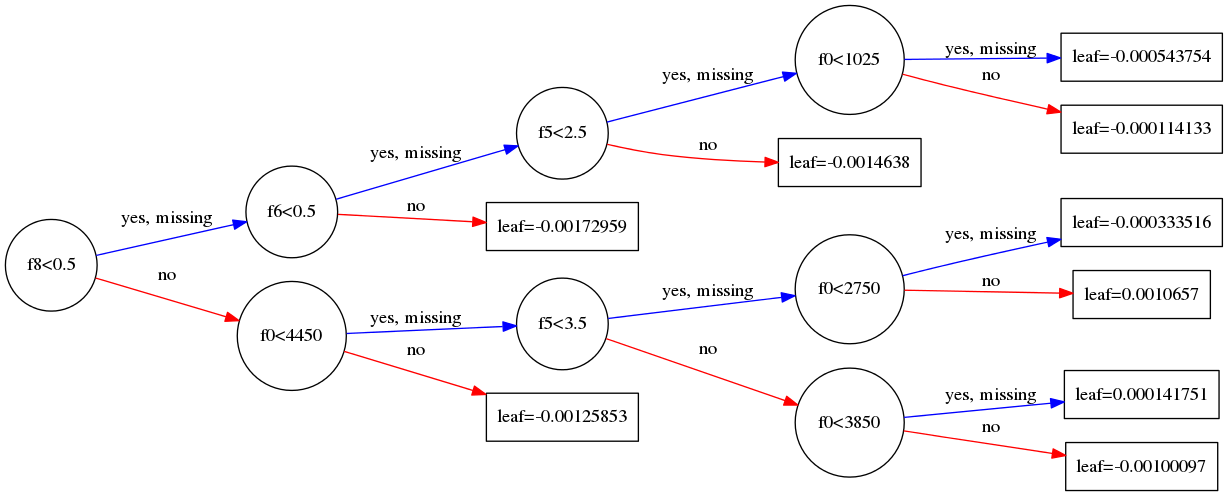 f8<0.5
yes, missing
no
f6<0.5
yes, missing
no
f0<4450
yes, missing
no
f5<2.5
yes, missing
no
leaf=-0.00172959
f5<3.5
yes, missing
no
leaf=-0.00125853
f0<1025
yes, missing
no
leaf=-0.0014638
f0<2750
yes, missing
no
f0<3850
yes, missing
no
leaf=-0.000543754
leaf=-0.000114133
leaf=-0.000333516
leaf=0.0010657
leaf=0.000141751
leaf=-0.00100097